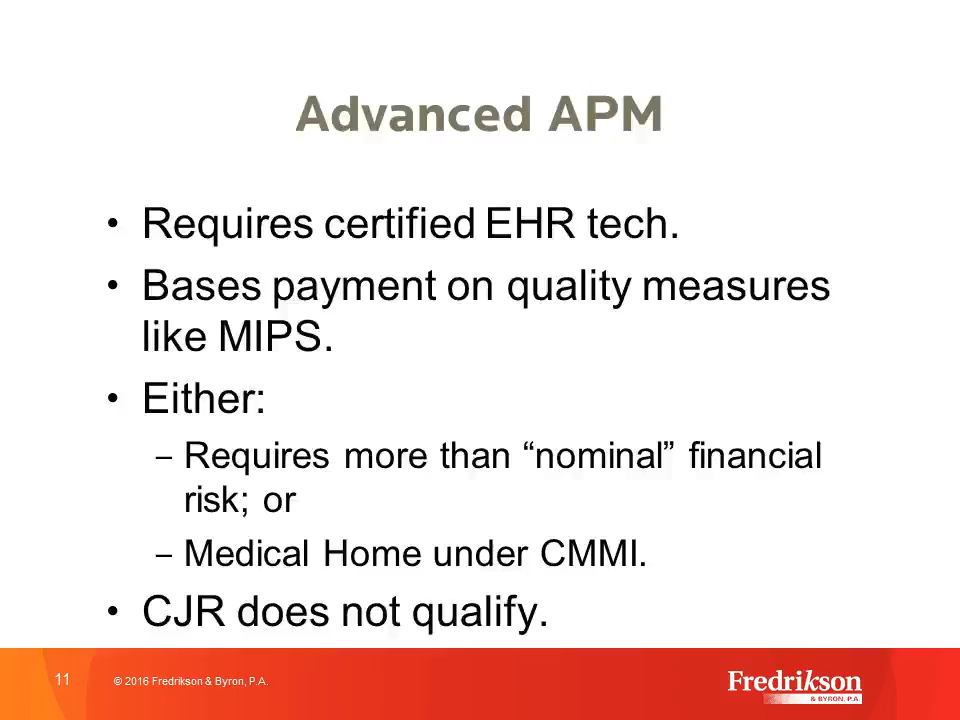 Advanced APM
• Requires certified EHR tech.
• Bases payment on quality measures
like MIPS.
• Either:
– Requires more than “nominal” financial
risk; or
– Medical Home under CMMI.
• CJR does not qualify.
11
© 2016 Fredrikson & Byron, P.A.
Fredrikson
& BYRON, P.A.